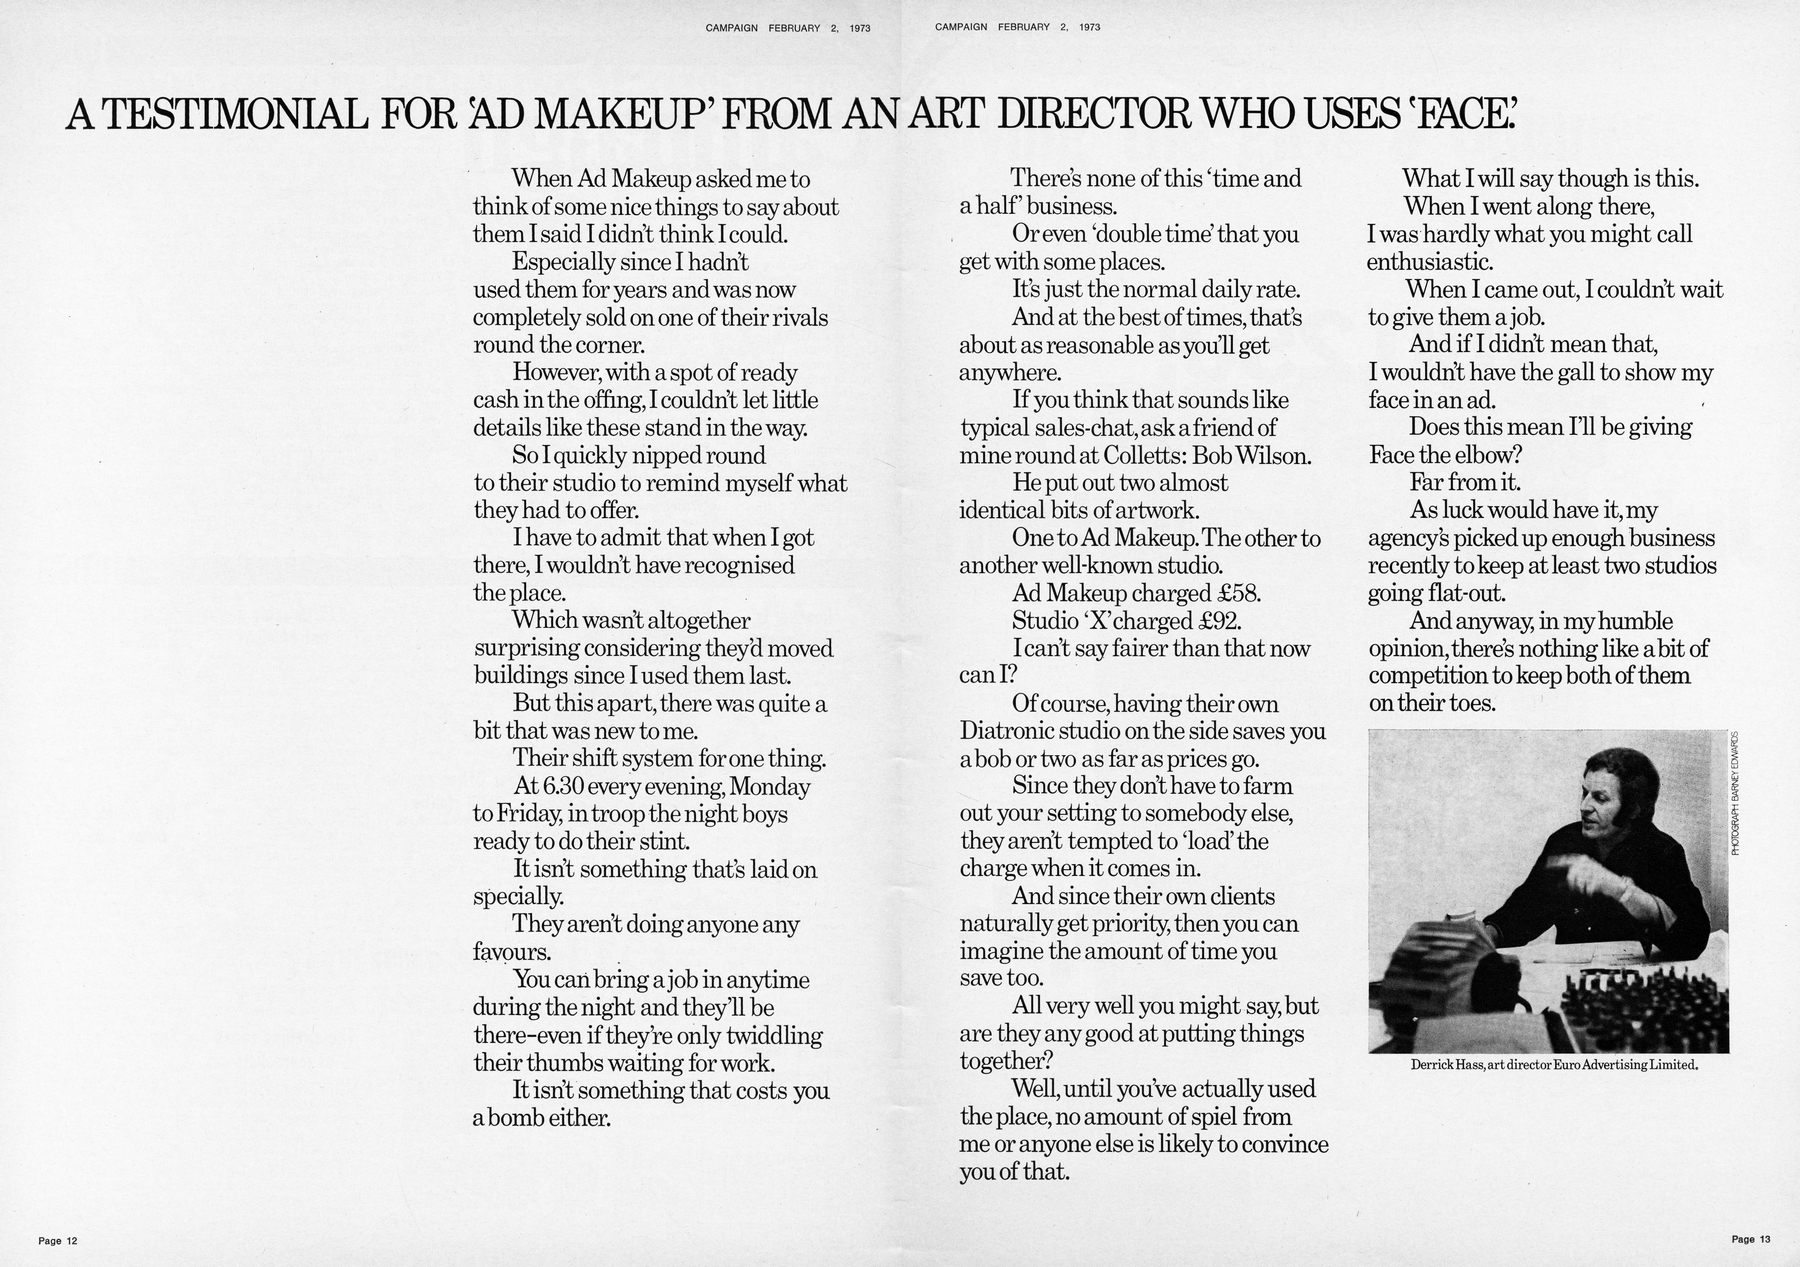 CAMPAIGN FEBRUARY 2, 1973
CAMPAIGN FEBRUARY 2, 1973
A TESTIMONIAL FOR ‘AD MAKEUP’ FROM AN ART DIRECTOR WHO USES ‘FACE’.
When Ad Makeup asked me to
think of some nice things to say about
them I said I didn’t think I could.
Especially since I hadn’t
used them for years and was now
completely sold on one of their rivals
round the corner.
However, with a spot of ready
cash in the offing, I couldn’t let little
details like these stand in the way.
So I quickly nipped round
to their studio to remind myself what
they had to offer.
I have to admit that when I got
there, I wouldn’t have recognised
the place.
Which wasn’t altogether
surprising considering they’d moved
buildings since I used them last.
But this apart, there was quite a
bit that was new to me.
Their shift system for one thing.
At 6.30 every evening, Monday
to Friday, in troop the night boys
ready to do their stint.
It isn’t something that’s laid on
specially.
They aren’t doing anyone any
favours.
You can bring a job in anytime
during the night and they’ll be
there–even if they’re only twiddling
their thumbs waiting for work.
It isn’t something that costs you
a bomb either.
There’s none of this ‘time and
a half’ business.
Or even ‘double time’ that you
get with some places.
It’s just the normal daily rate.
And at the best of times, that’s
about as reasonable as you’ll get
anywhere.
If you think that sounds like
typical sales-chat, ask a friend of
mine round at Colletts: Bob Wilson.
He put out two almost
identical bits of artwork.
One to Ad Makeup. The other to
another well-known studio.
Ad Makeup charged £58.
Studio ‘X’ charged £92.
I can’t say fairer than that now
can I?
Of course, having their own
Diatronic studio on the side saves you
a bob or two as far as prices go.
Since they don’t have to farm
out your setting to somebody else,
they aren’t tempted to ‘load’ the
charge when it comes in.
And since their own clients
naturally get priority, then you can
imagine the amount of time you
save too.
All very well you might say, but
are they any good at putting things
together?
Well, until you’ve actually used
the place, no amount of spiel from
me or anyone else is likely to convince
you of that.
What I will say though is this.
When I went along there,
I was hardly what you might call
enthusiastic.
When I came out, I couldn’t wait
to give them a job.
And if I didn’t mean that,
I wouldn’t have the gall to show my
face in an ad.
Does this mean I’ll be giving
Face the elbow?
Far from it.
As luck would have it, my
agency’s picked up enough business
recently to keep at least two studios
going flat-out.
And anyway, in my humble
opinion, there’s nothing like a bit of
competition to keep both of them
on their toes.
PHOTOGRAPH BARNEY EDWARDS
Derrick Hass, art director Euro Advertising Limited.
Page 12
Page 13